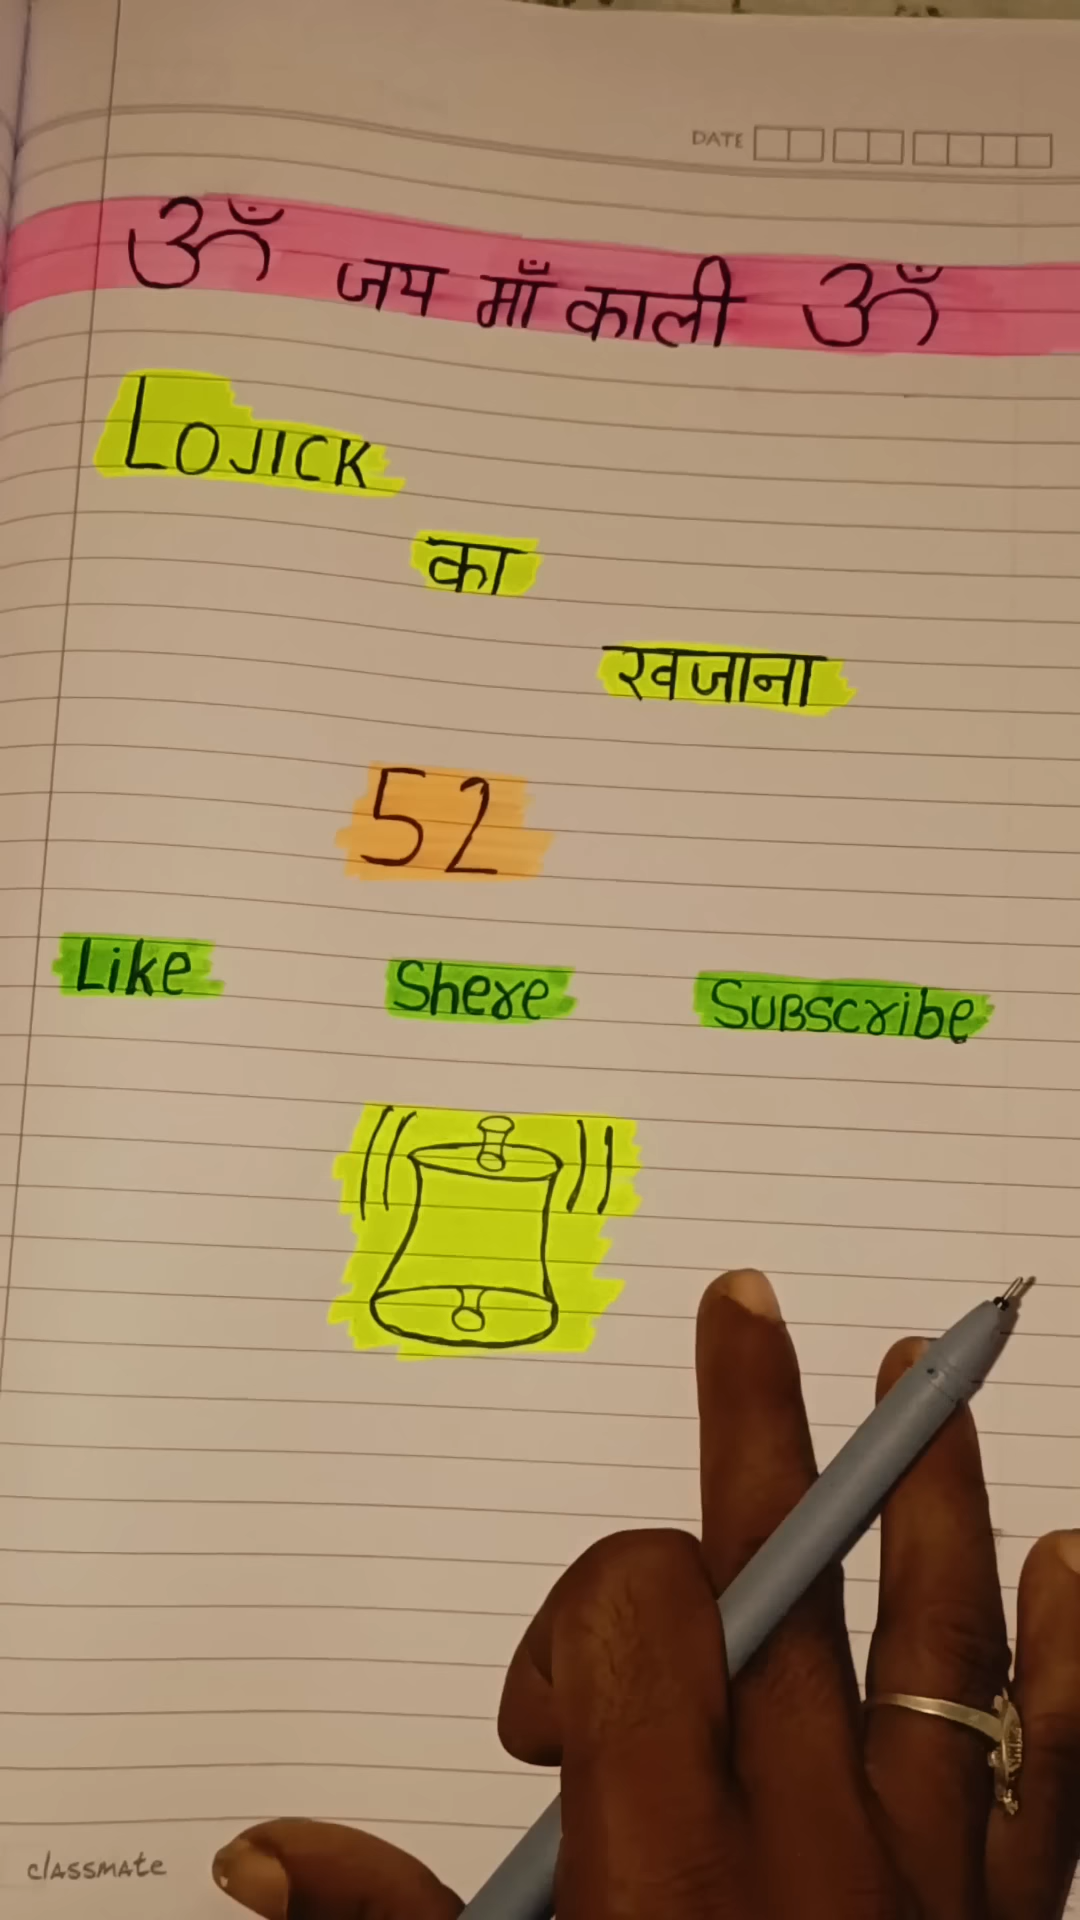 DATE
ॐ जय माँ काली ॐ
LOJICK
का
खजाना
52
Like Shere Subscribe
classmate